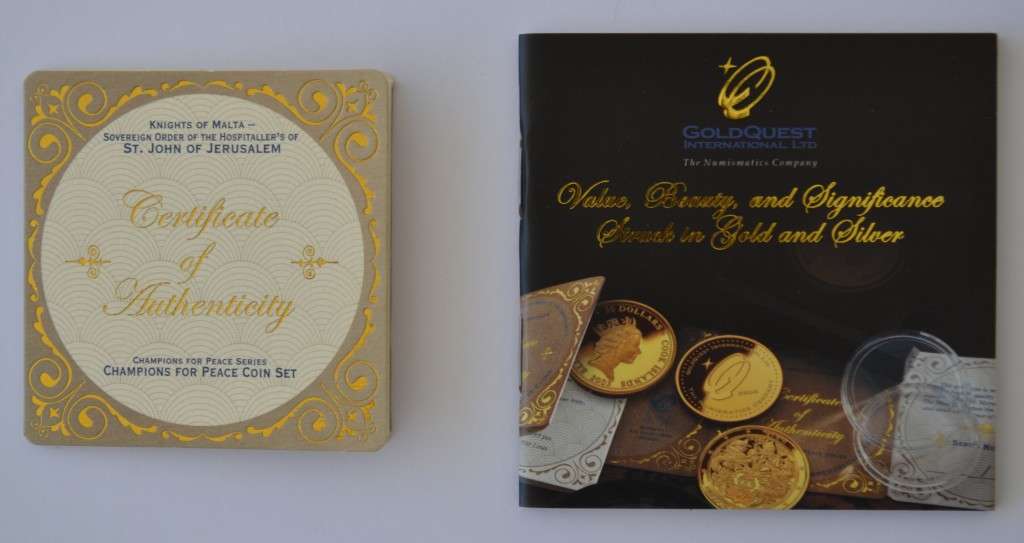 KNIGHTS OF MALTA –
SOVEREIGN ORDER OF THE HOSPITALLER'S OF
ST. JOHN OF JERUSALEM
Certificate
of
Authenticity
CHAMPIONS FOR PEACE SERIES
CHAMPIONS FOR PEACE COIN SET
GOLDQUEST
INTERNATIONAL LTD
The Numismatics Company
Value, Beauty, and Significance
Struck in Gold and Silver
DOLLARS
COOK ISLANDS
Certificate
of
Authenticity